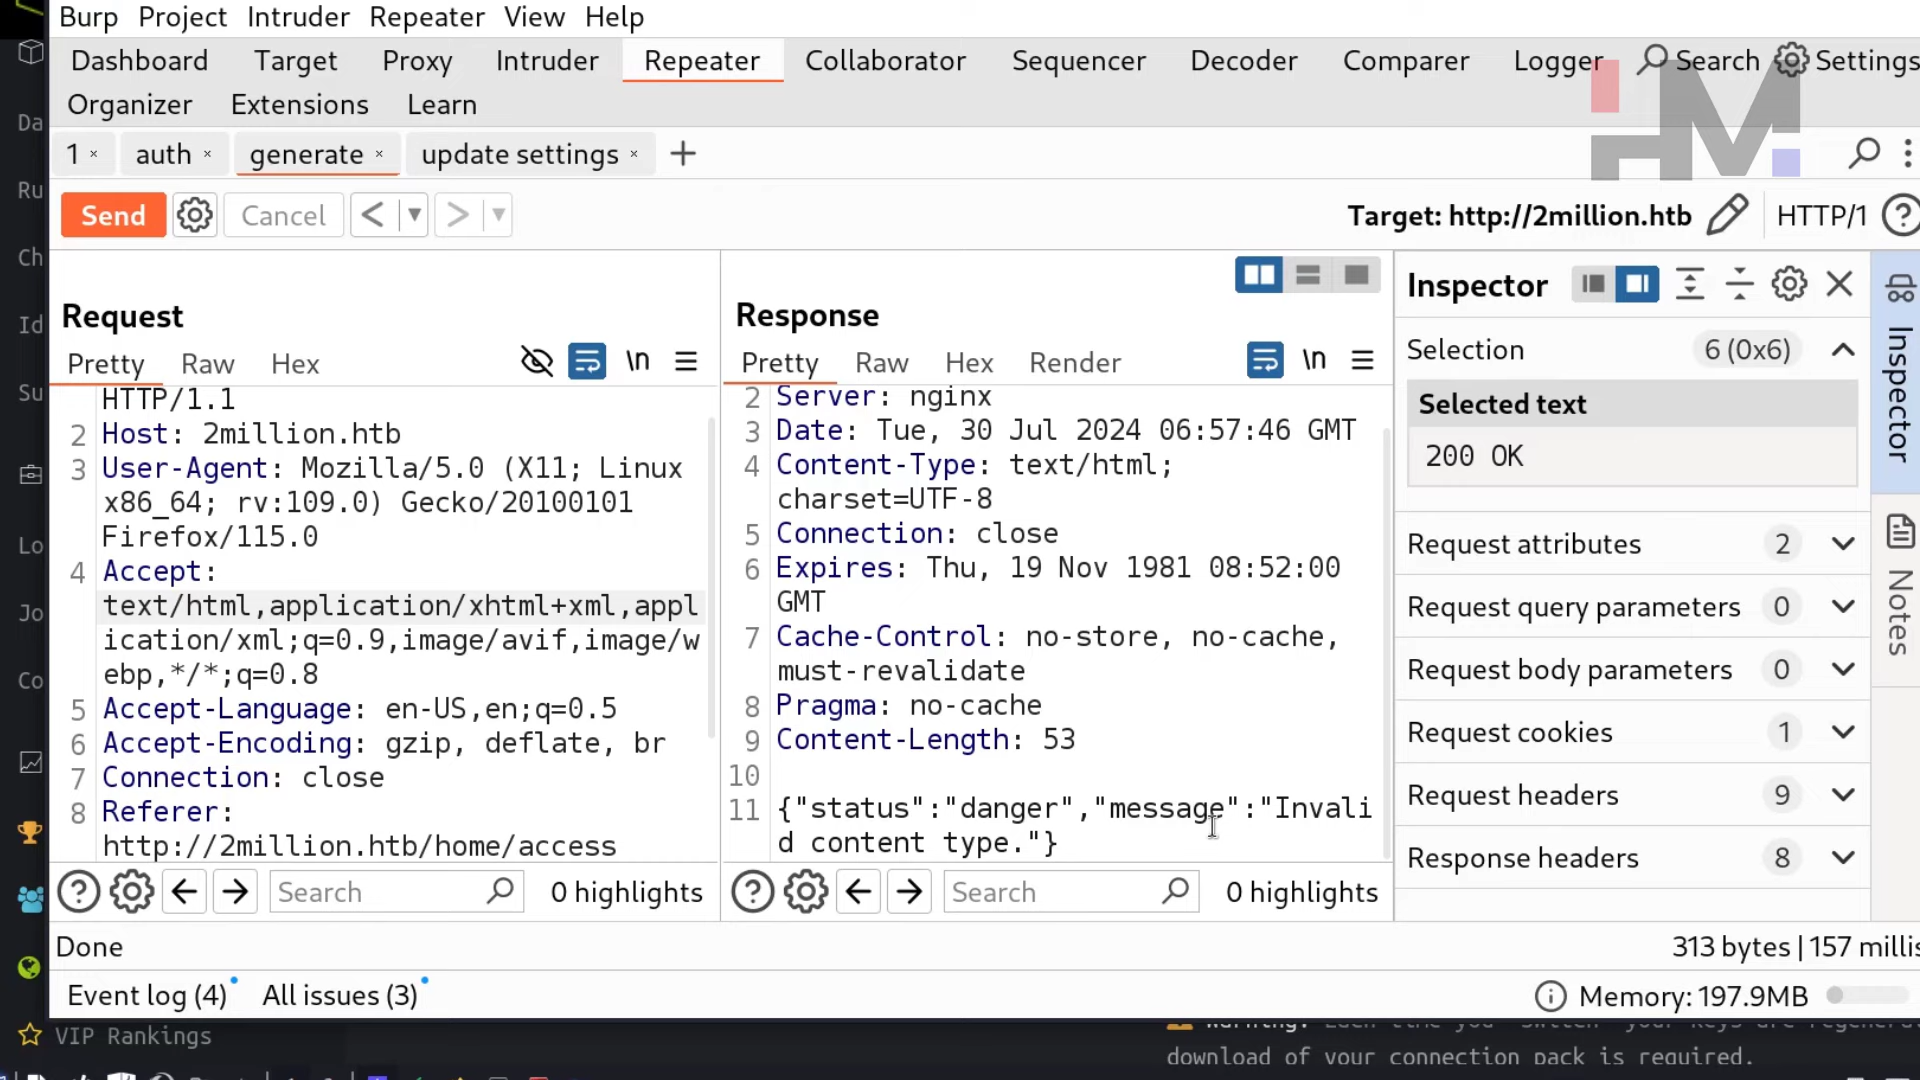 Burp Project Intruder Repeater View Help
Dashboard Target Proxy Intruder Repeater Collaborator Sequencer Decoder Comparer Logger Search Settings
Organizer Extensions Learn
1 × auth × generate × update settings × +
Send Cancel < > Target: http://2million.htb HTTP/1 ?
Request
Pretty Raw Hex \n
HTTP/1.1
2 Host: 2million.htb
3 User-Agent: Mozilla/5.0 (X11; Linux
x86_64; rv:109.0) Gecko/20100101
Firefox/115.0
4 Accept:
text/html,application/xhtml+xml,appl
ication/xml;q=0.9,image/avif,image/w
ebp,*/*;q=0.8
5 Accept-Language: en-US,en;q=0.5
6 Accept-Encoding: gzip, deflate, br
7 Connection: close
8 Referer:
http://2million.htb/home/access
? Search 0 highlights
Response
Pretty Raw Hex Render \n
2 Server: nginx
3 Date: Tue, 30 Jul 2024 06:57:46 GMT
4 Content-Type: text/html;
charset=UTF-8
5 Connection: close
6 Expires: Thu, 19 Nov 1981 08:52:00
GMT
7 Cache-Control: no-store, no-cache,
must-revalidate
8 Pragma: no-cache
9 Content-Length: 53
10
11 {"status":"danger","message":"Invali
d content type."}
? Search 0 highlights
Inspector
Selection 6 (0x6)
Selected text
200 OK
Request attributes 2
Request query parameters 0
Request body parameters 0
Request cookies 1
Request headers 9
Response headers 8
Inspector
Notes
Done 313 bytes | 157 millis
Event log (4) All issues (3) Memory: 197.9MB
Da
Ru
Ch
Id
Su
Lo
Jo
Co
VIP Rankings
download of your connection pack is required.
HM